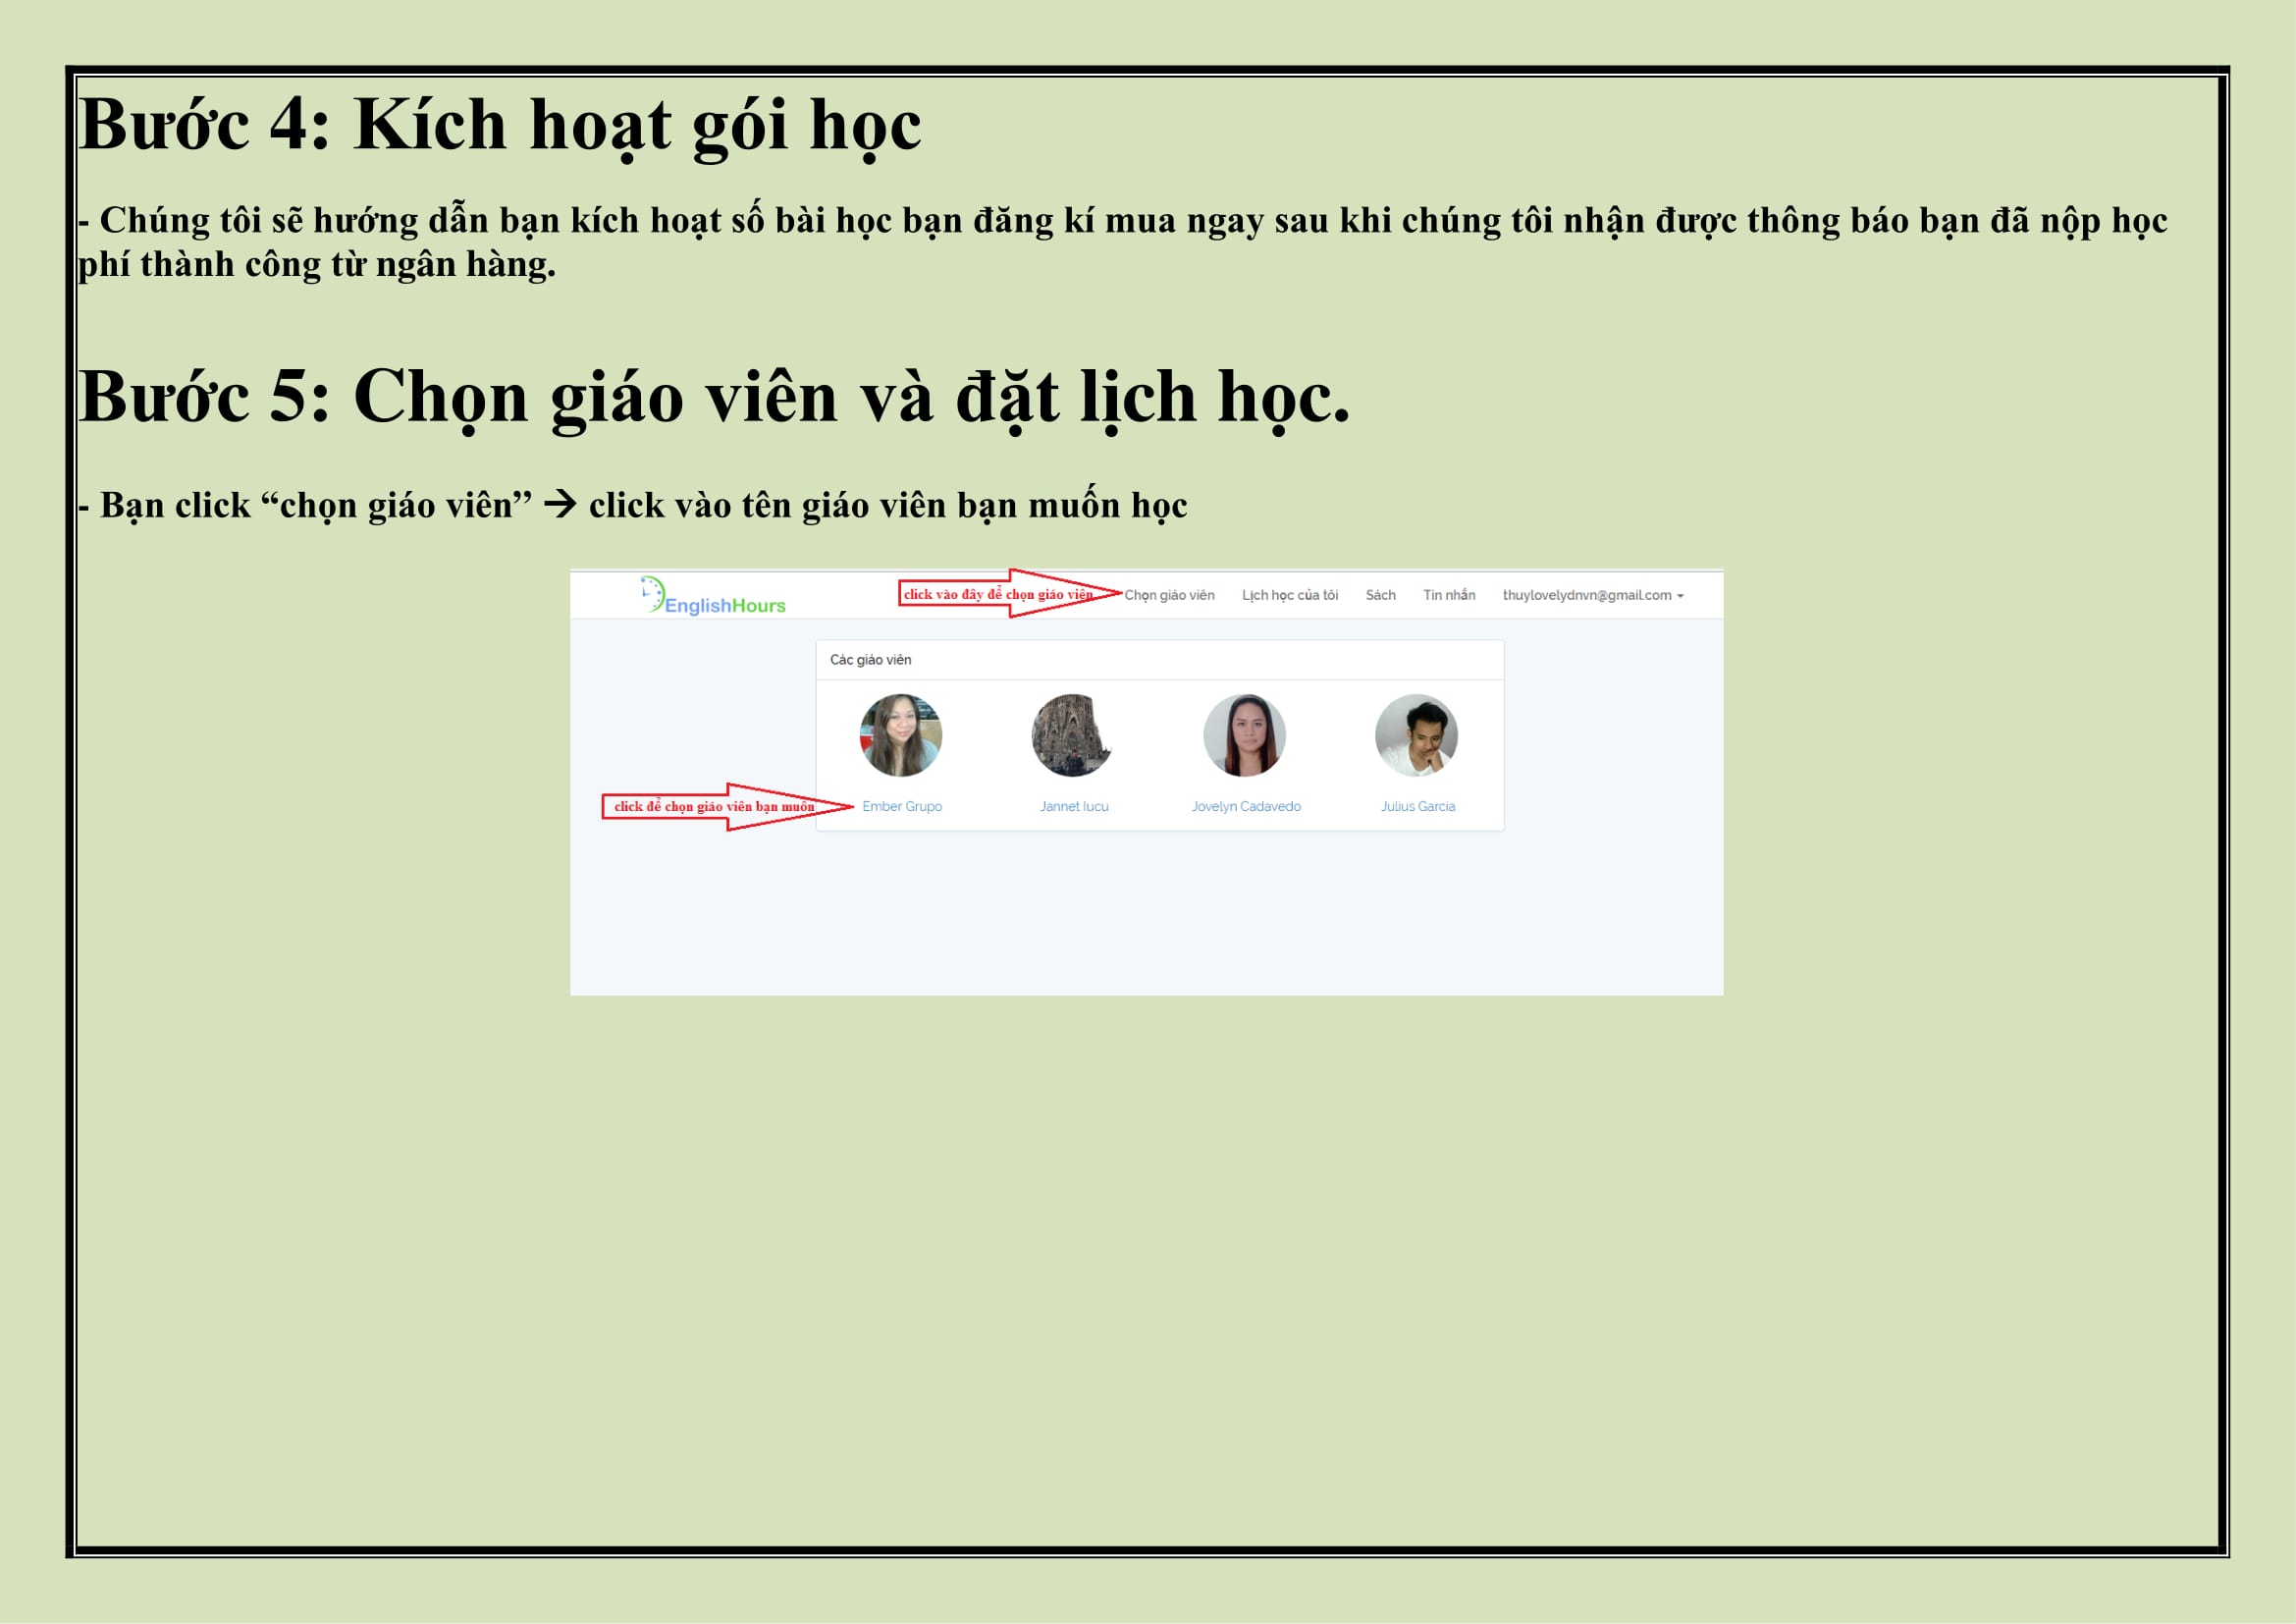 Bước 4: Kích hoạt gói học
- Chúng tôi sẽ hướng dẫn bạn kích hoạt số bài học bạn đăng kí mua ngay sau khi chúng tôi nhận được thông báo bạn đã nộp học
phí thành công từ ngân hàng.
Bước 5: Chọn giáo viên và đặt lịch học.
- Bạn click “chọn giáo viên” → click vào tên giáo viên bạn muốn học
EnglishHours click vào đây để chọn giáo viên Chọn giáo viên Lịch học của tôi Sách Tin nhắn thuylovelydnvn@gmail.com
Các giáo viên
click để chọn giáo viên bạn muốn Ember Grupo Jannet Iucu Jovelyn Cadavedo Julius Garcia